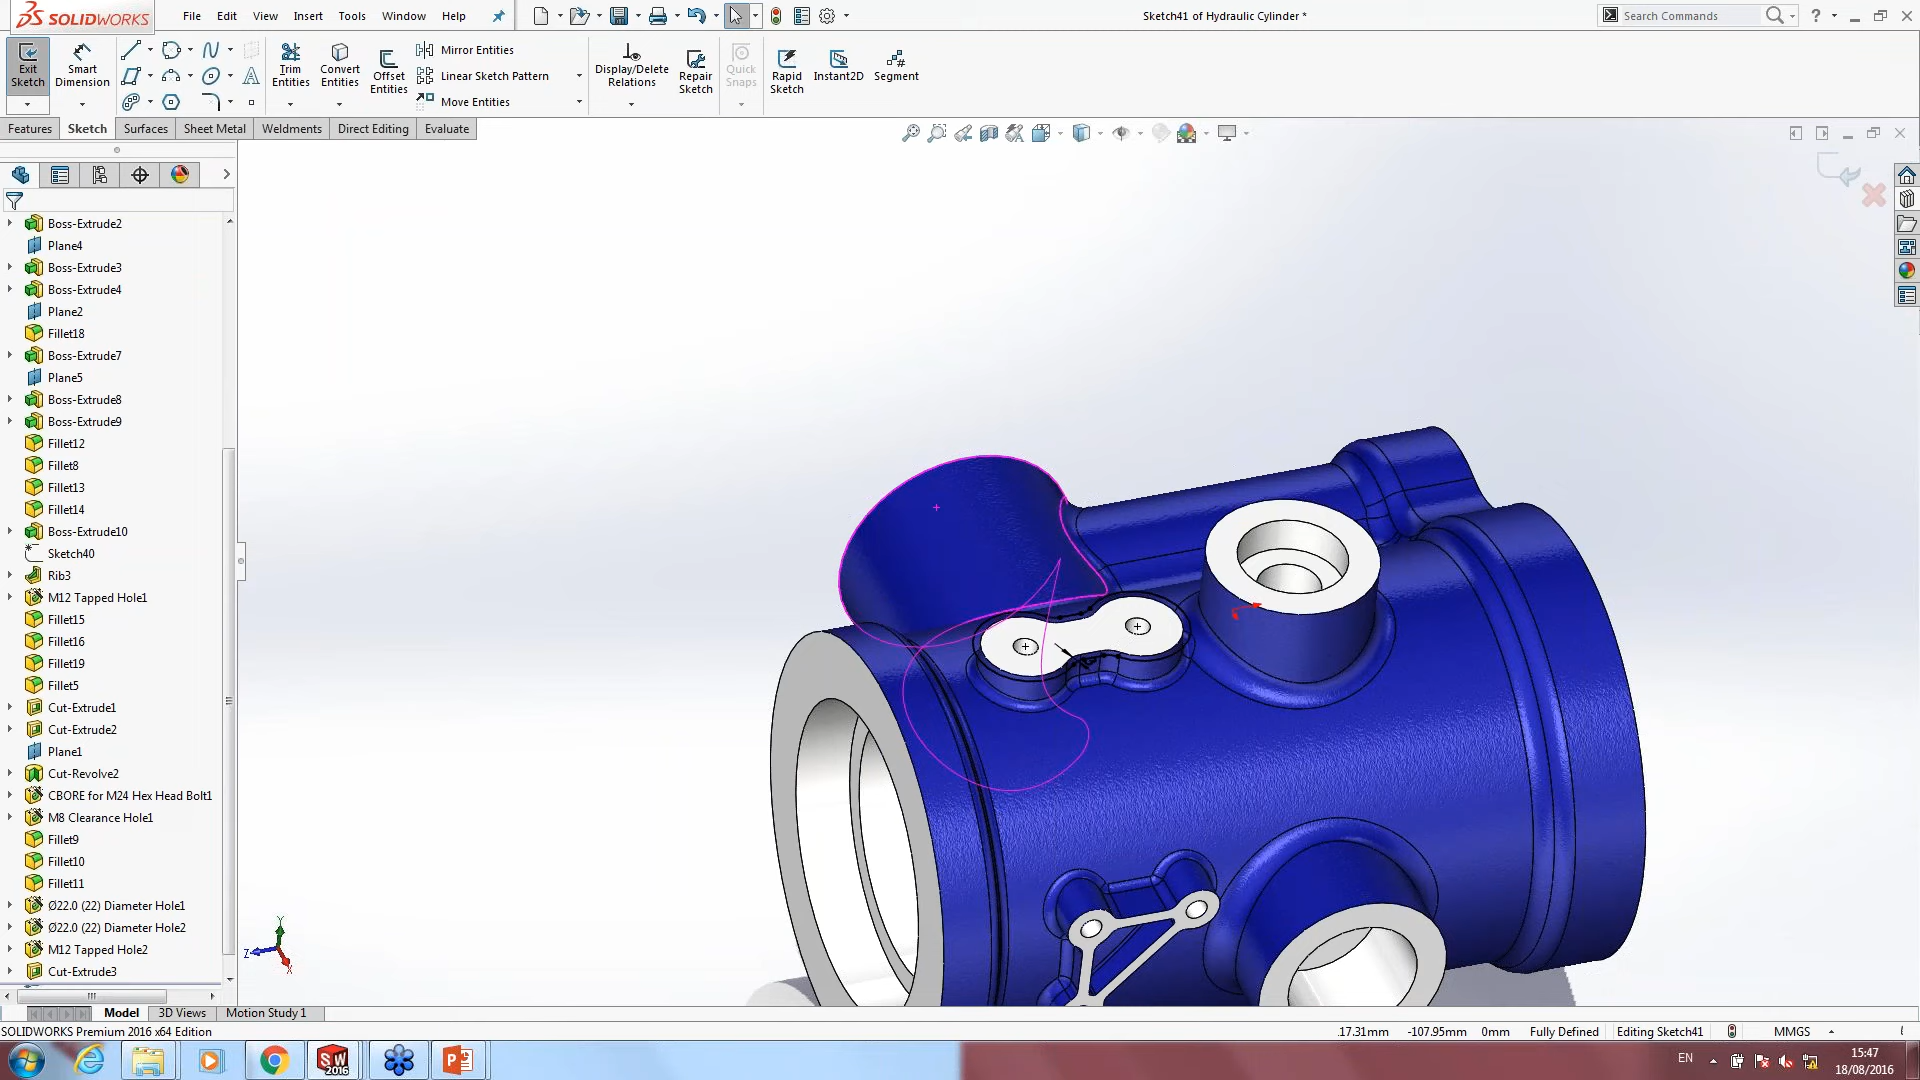 SOLIDWORKS File Edit View Insert Tools Window Help Sketch41 of Hydraulic Cylinder * Search Commands ?
Exit Sketch
Smart Dimension
Trim Entities
Convert Entities
Offset Entities
Mirror Entities
Linear Sketch Pattern
Move Entities
Display/Delete Relations
Repair Sketch
Quick Snaps
Rapid Sketch
Instant2D
Segment
Features Sketch Surfaces Sheet Metal Weldments Direct Editing Evaluate
Boss-Extrude2
Plane4
Boss-Extrude3
Boss-Extrude4
Plane2
Fillet18
Boss-Extrude7
Plane5
Boss-Extrude8
Boss-Extrude9
Fillet12
Fillet8
Fillet13
Fillet14
Boss-Extrude10
Sketch40
Rib3
M12 Tapped Hole1
Fillet15
Fillet16
Fillet19
Fillet5
Cut-Extrude1
Cut-Extrude2
Plane1
Cut-Revolve2
CBORE for M24 Hex Head Bolt1
M8 Clearance Hole1
Fillet9
Fillet10
Fillet11
Ø22.0 (22) Diameter Hole1
Ø22.0 (22) Diameter Hole2
M12 Tapped Hole2
Cut-Extrude3
Y
Z
X
Model 3D Views Motion Study 1
SOLIDWORKS Premium 2016 x64 Edition .17.31mm -107.95mm 0mm Fully Defined Editing Sketch41 MMGS
SW 2016
EN
15:47
18/08/2016